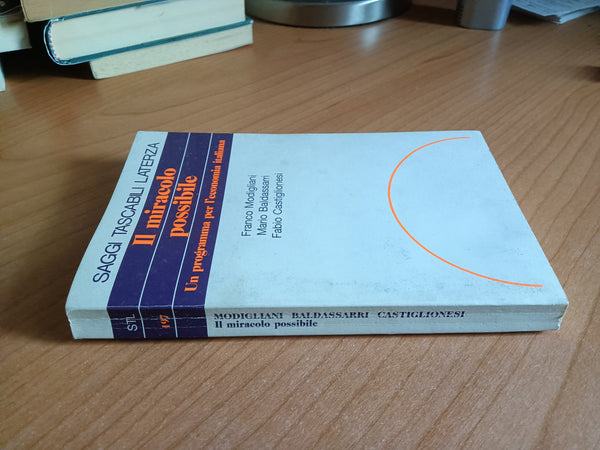 SAGGI TASCABILI LATERZA
Il miracolo
possibile
Un programma per l'economia italiana
Franco Modigliani
Mario Baldassarri
Fabio Castiglionesi
STL
197
MODIGLIANI BALDASSARRI CASTIGLIONESI
Il miracolo possibile